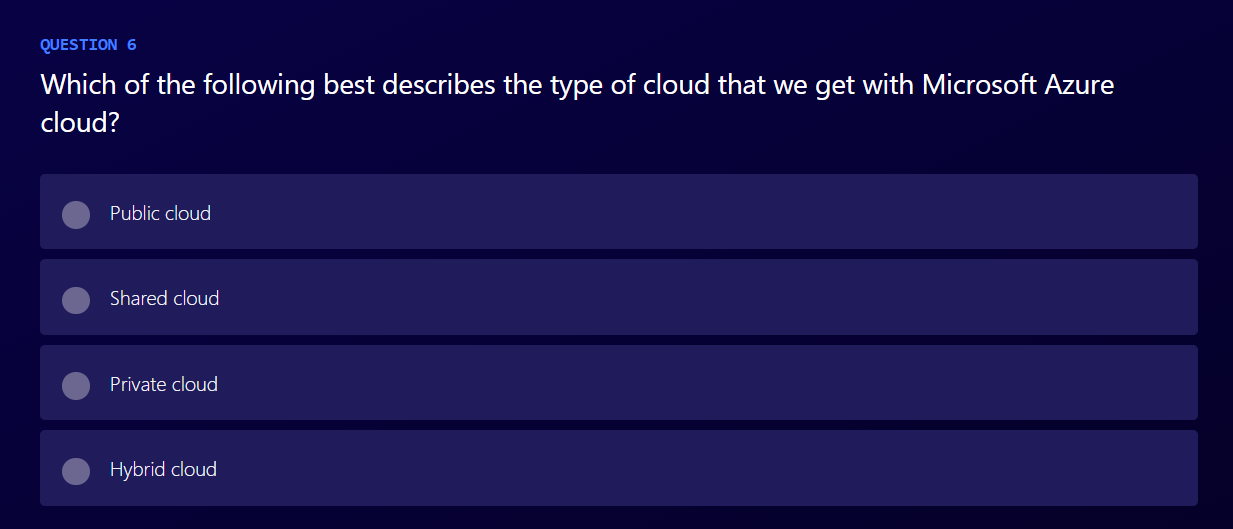 QUESTION 6
Which of the following best describes the type of cloud that we get with Microsoft Azure
cloud?
Public cloud
Shared cloud
Private cloud
Hybrid cloud